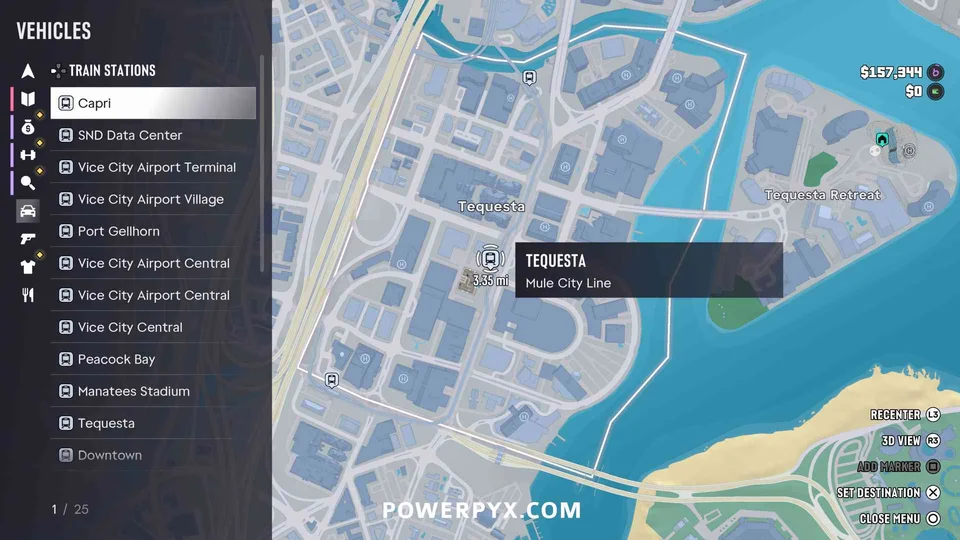 VEHICLES
TRAIN STATIONS
Capri
SND Data Center
Vice City Airport Terminal
Vice City Airport Village
Port Gellhorn
Vice City Airport Central
Vice City Airport Central
Vice City Central
Peacock Bay
Manatees Stadium
Tequesta
Downtown
1 / 25
$157,344
$0
Tequesta
Tequesta Retreat
3.35 mi
TEQUESTA
Mule City Line
RECENTER L3
3D VIEW R3
ADD MARKER
SET DESTINATION
CLOSE MENU
POWERPYX.COM